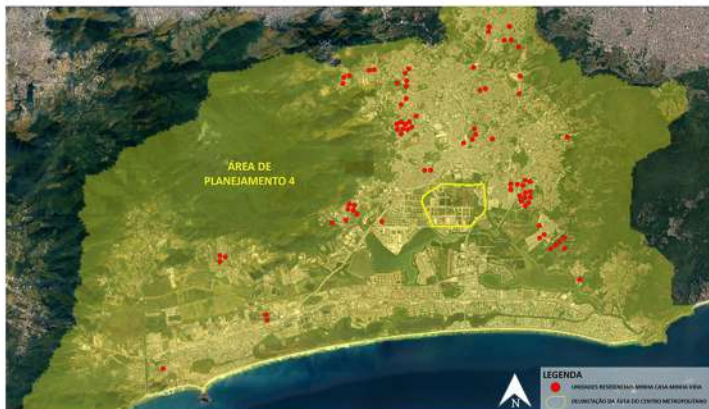 ÁREA DE
PLANEJAMENTO 4
N
LEGENDA
UNIDADES RESIDENCIAIS MINHA CASA MINHA VIDA
DELIMITAÇÃO DA ÁREA DO CENTRO METROPOLITANO